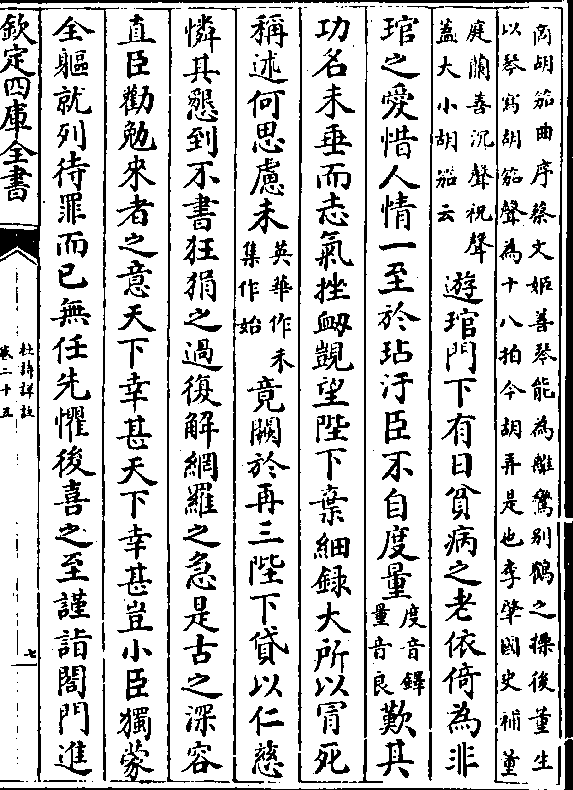 商胡笳曲序蔡文姬善琴能為離鸞别鶴之操後董生
以琴寫胡笳聲為十八拍今胡弄是也李肇國史補董
庭蘭善沉聲祝聲
蓋大小胡笳云
遊琯門下有日貧病之老依倚為非
琯之愛惜人情一至於玷汙臣不自度量度音鐸量音良歎其
功名未垂而志氣挫衂覬望陛下棄細録大所以冐死
稱述何思慮未英華作未集作始竟闕於再三陛下貸以仁慈
憐其懇到不書狂狷之過復解網羅之急是古之深容
直臣勸勉來者之意天下幸甚天下幸甚豈小臣獨蒙
全軀就列待罪而已無任先懼後喜之至謹詣閤門進
欽定四庫全書
杜詩詳註
卷二十五
七